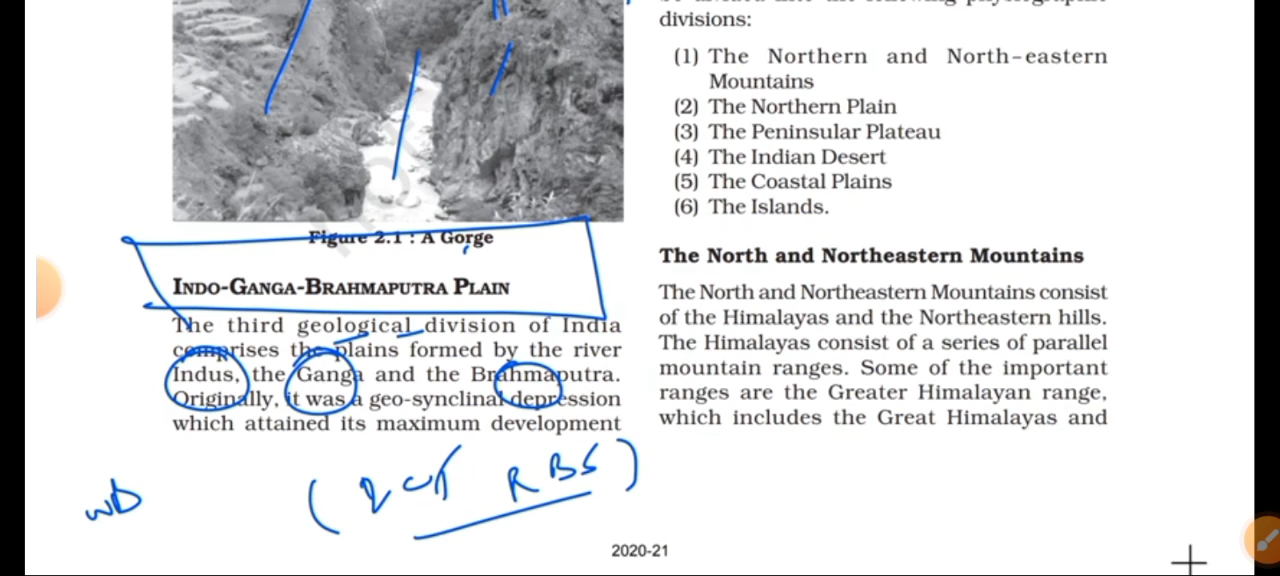 divisions:
(1) The Northern and North-eastern
Mountains
(2) The Northern Plain
(3) The Peninsular Plateau
(4) The Indian Desert
(5) The Coastal Plains
(6) The Islands.
The North and Northeastern Mountains
The North and Northeastern Mountains consist
of the Himalayas and the Northeastern hills.
The Himalayas consist of a series of parallel
mountain ranges. Some of the important
ranges are the Greater Himalayan range,
which includes the Great Himalayas and
Figure 2.1 : A Gorge
INDO-GANGA-BRAHMAPUTRA PLAIN
The third geological division of India
comprises the plains formed by the river
Indus, the Ganga and the Brahmaputra.
Originally, it was a geo-synclinal depression
which attained its maximum development
RBS
2020-21